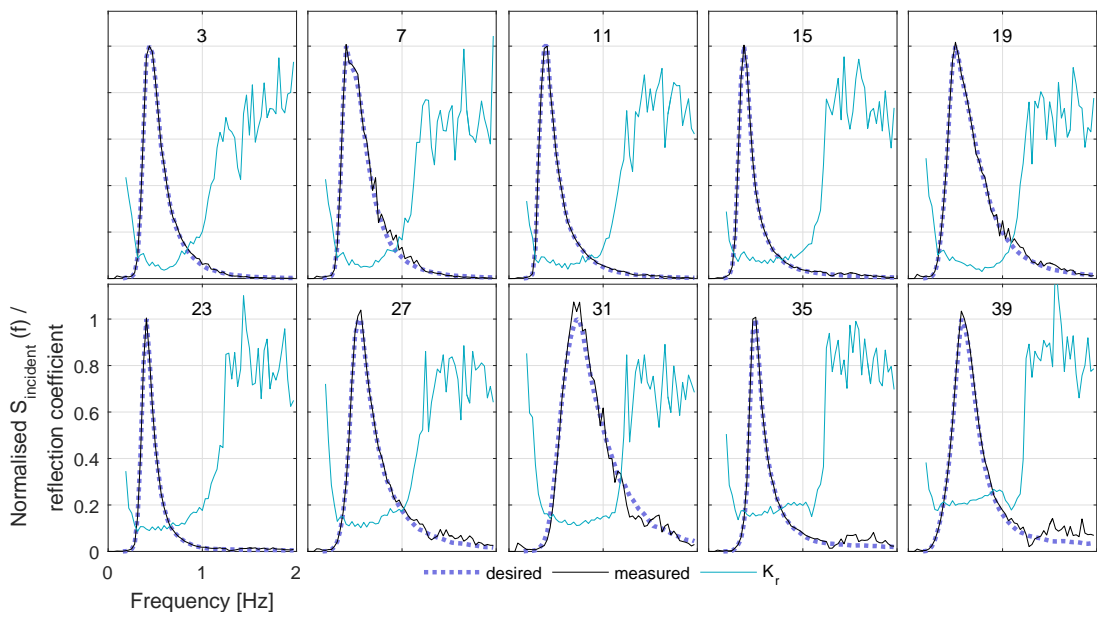 3 7 11 15 19
23 27 31 35 39
Normalised S_incident (f) /
reflection coefficient
1
0.8
0.6
0.4
0.2
0
0 1 2
Frequency [Hz]
desired measured K_r